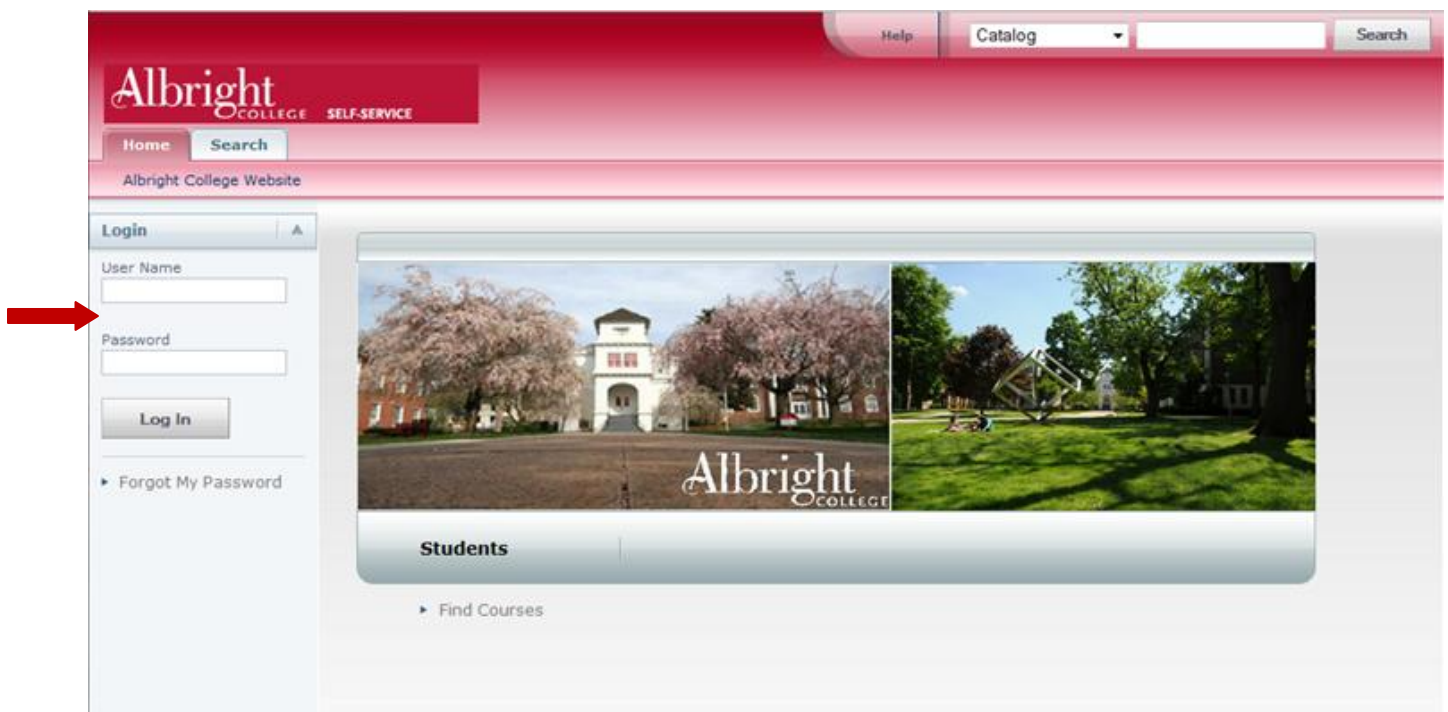 Help Catalog Search
Albright
COLLEGE SELF-SERVICE
Home Search
Albright College Website
Login
User Name
Password
Log In
Forgot My Password
Albright
COLLEGE
Students
Find Courses